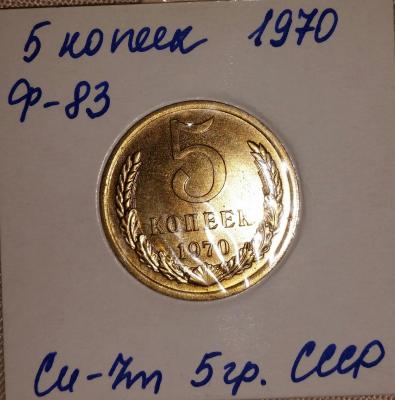 5 копеек 1970
Ф-83
5
КОПЕЕК
1970
Cu-Zn 5гр. СССР